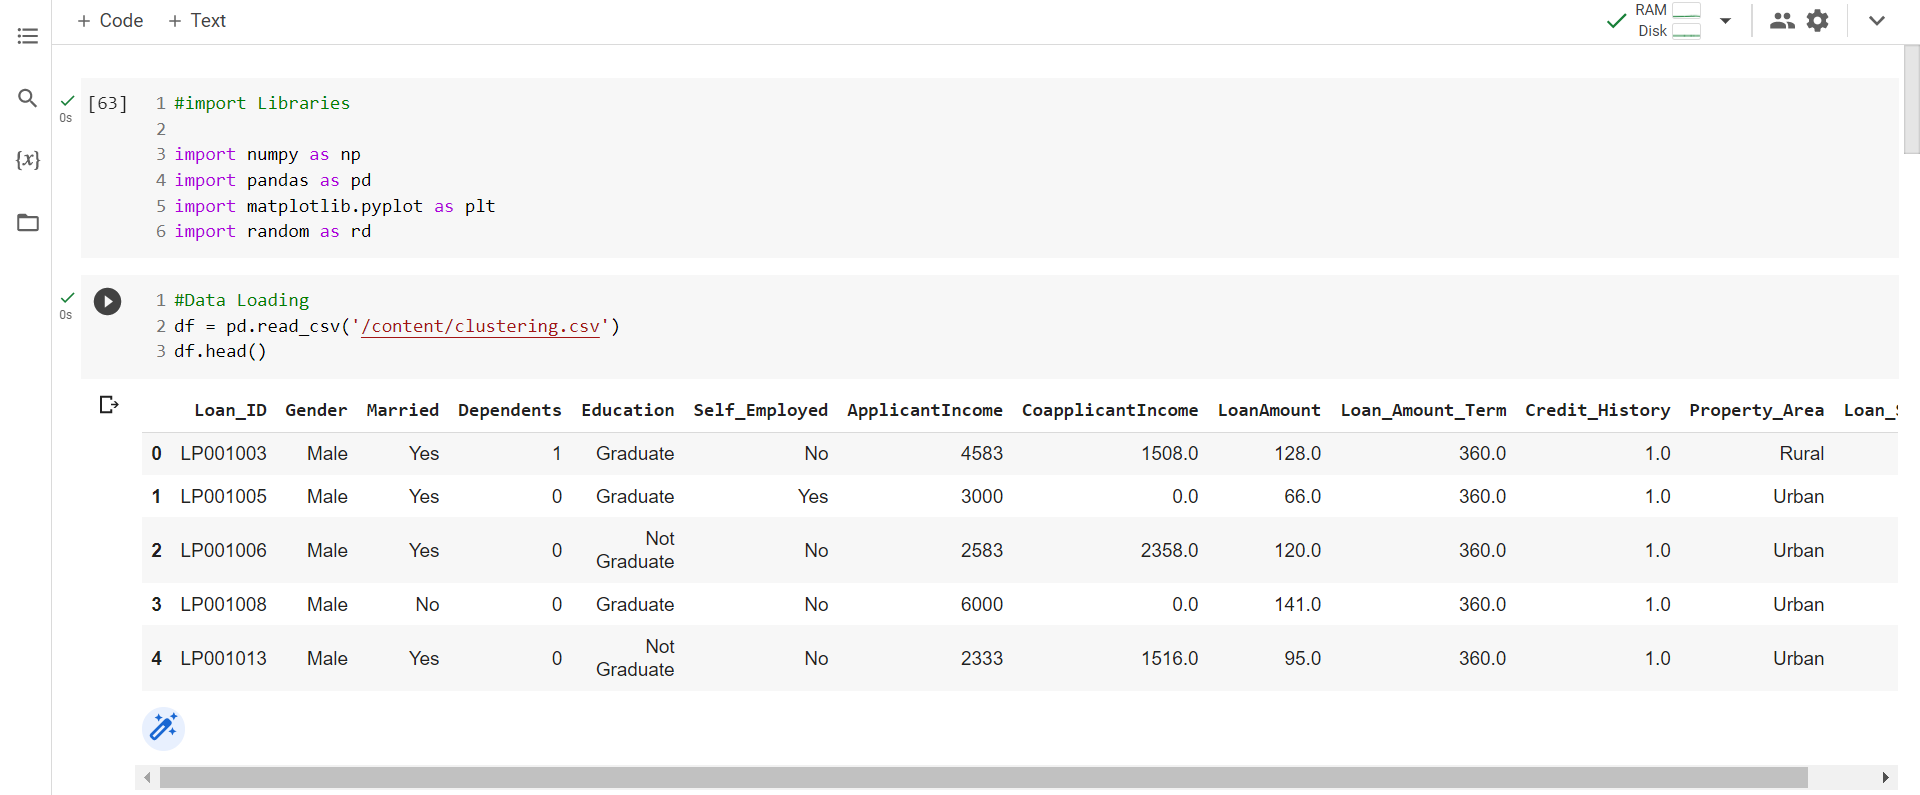 + Code + Text
RAM
Disk
[63]
0s
1 #import Libraries
2
3 import numpy as np
4 import pandas as pd
5 import matplotlib.pyplot as plt
6 import random as rd
{x}
0s
1 #Data Loading
2 df = pd.read_csv('/content/clustering.csv')
3 df.head()
Loan_ID Gender Married Dependents Education Self_Employed ApplicantIncome CoapplicantIncome LoanAmount Loan_Amount_Term Credit_History Property_Area Loan_S
0 LP001003 Male Yes 1 Graduate No 4583 1508.0 128.0 360.0 1.0 Rural
1 LP001005 Male Yes 0 Graduate Yes 3000 0.0 66.0 360.0 1.0 Urban
2 LP001006 Male Yes 0 Not Graduate No 2583 2358.0 120.0 360.0 1.0 Urban
3 LP001008 Male No 0 Graduate No 6000 0.0 141.0 360.0 1.0 Urban
4 LP001013 Male Yes 0 Not Graduate No 2333 1516.0 95.0 360.0 1.0 Urban